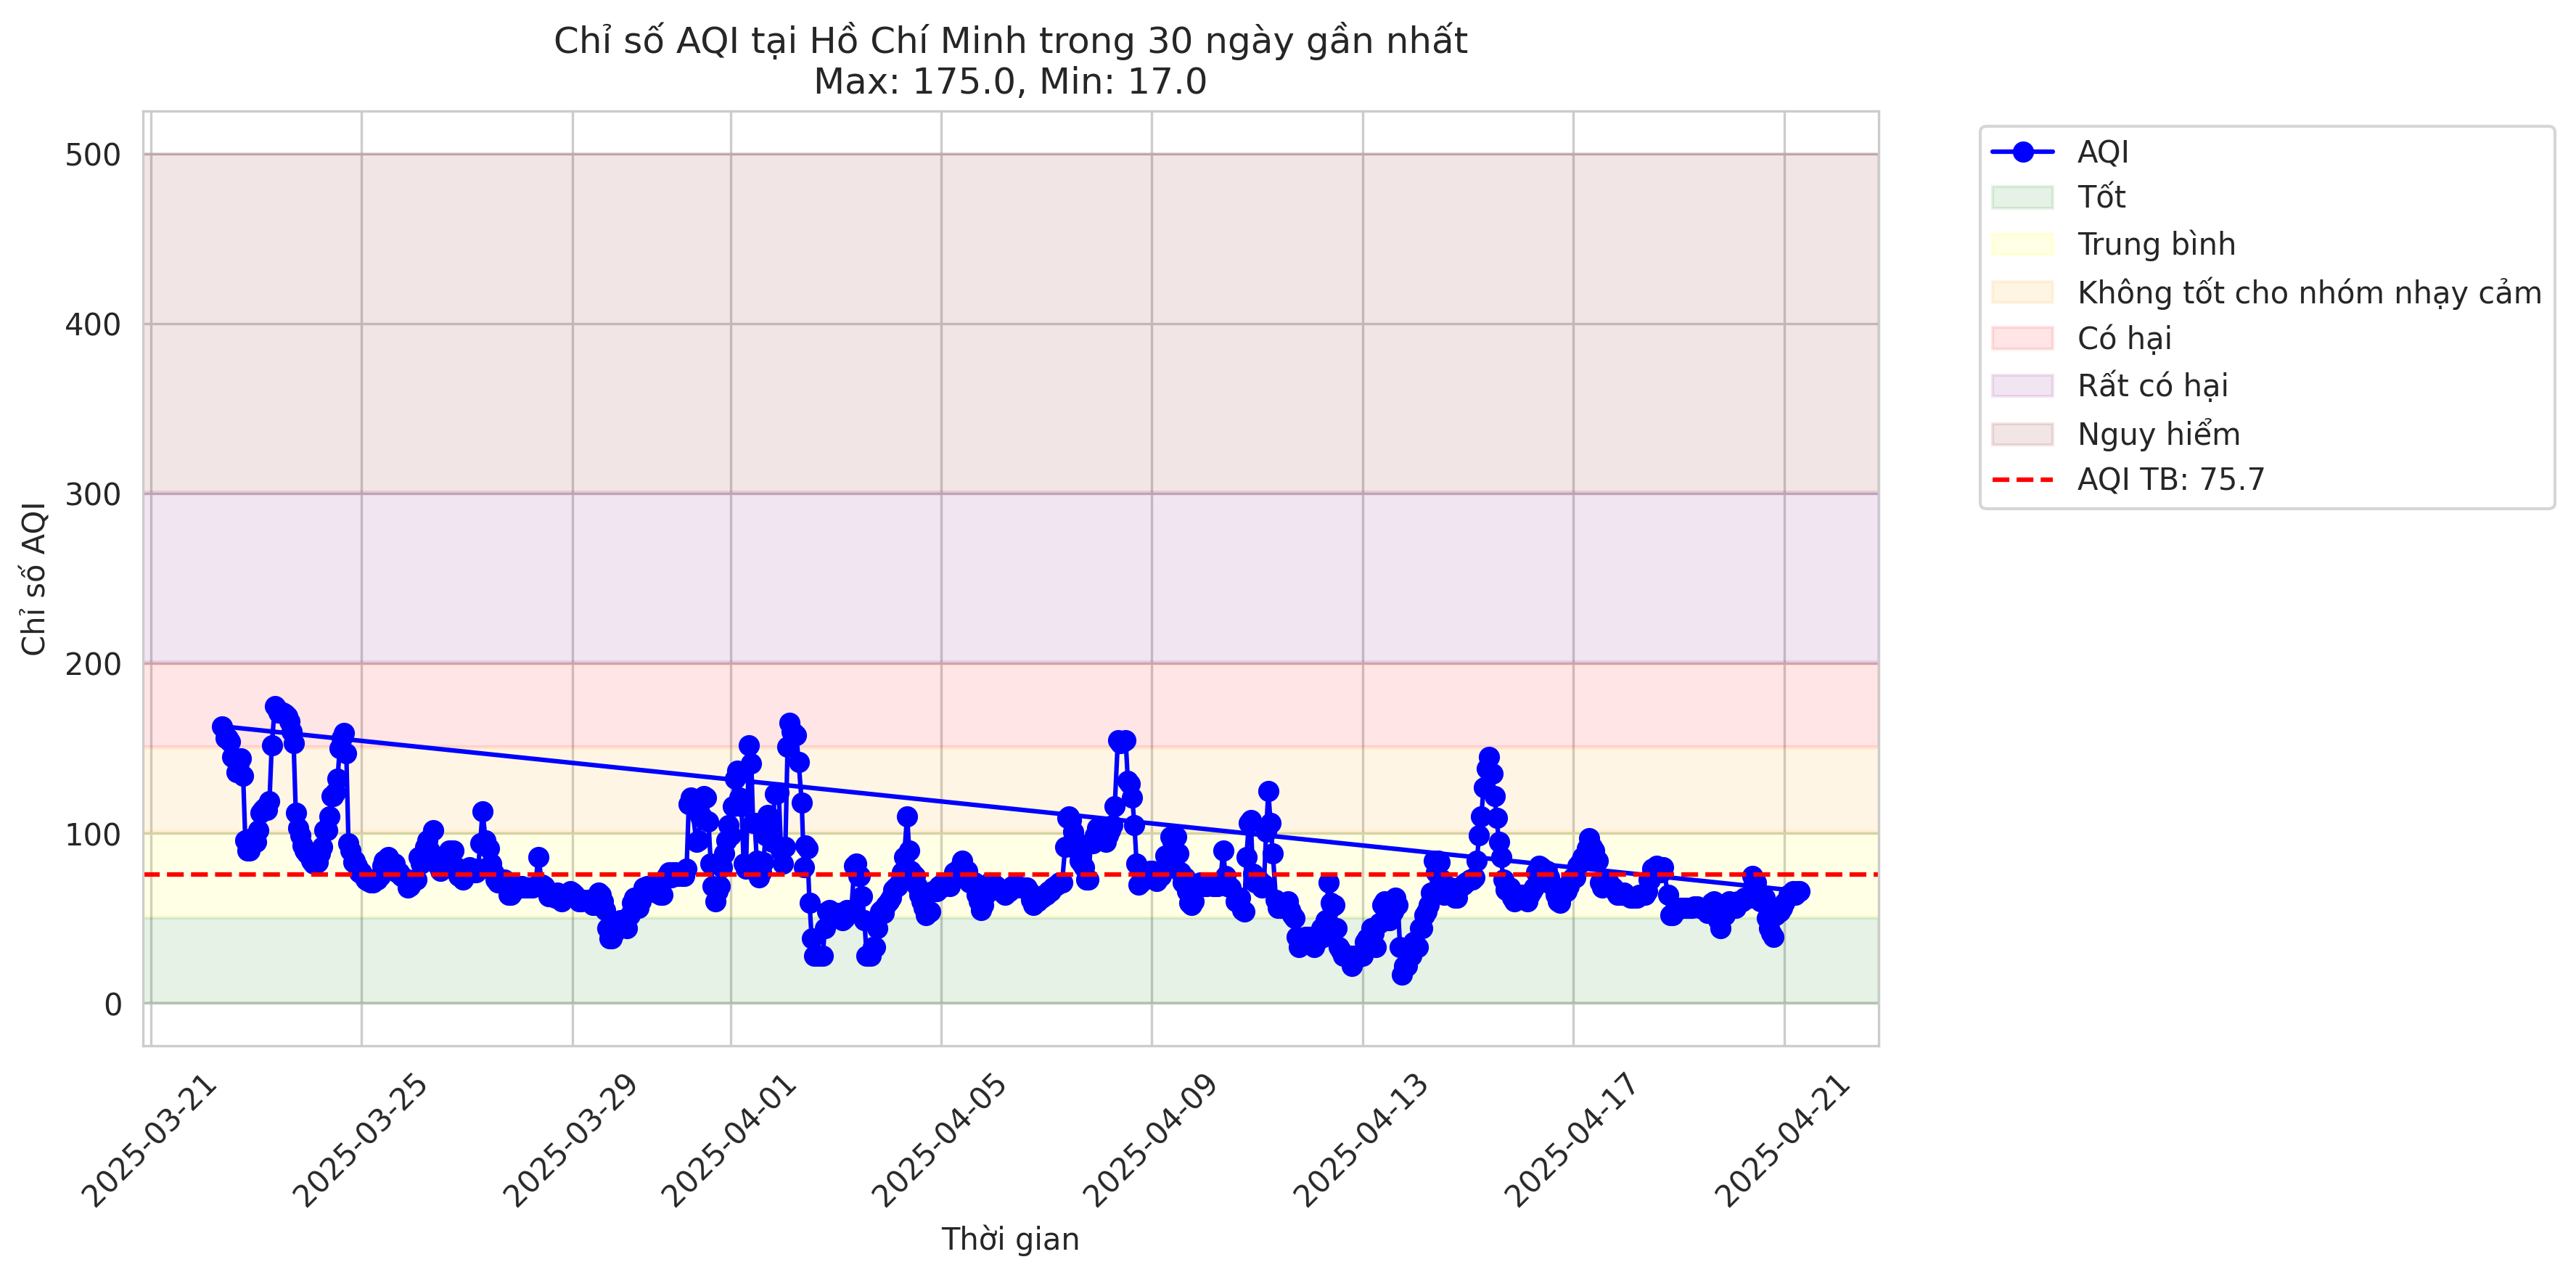 Chỉ số AQI tại Hồ Chí Minh trong 30 ngày gần nhất
Max: 175.0, Min: 17.0
Chỉ số AQI
500
400
300
200
100
0
2025-03-21
2025-03-25
2025-03-29
2025-04-01
2025-04-05
2025-04-09
2025-04-13
2025-04-17
2025-04-21
Thời gian
AQI
Tốt
Trung bình
Không tốt cho nhóm nhạy cảm
Có hại
Rất có hại
Nguy hiểm
AQI TB: 75.7